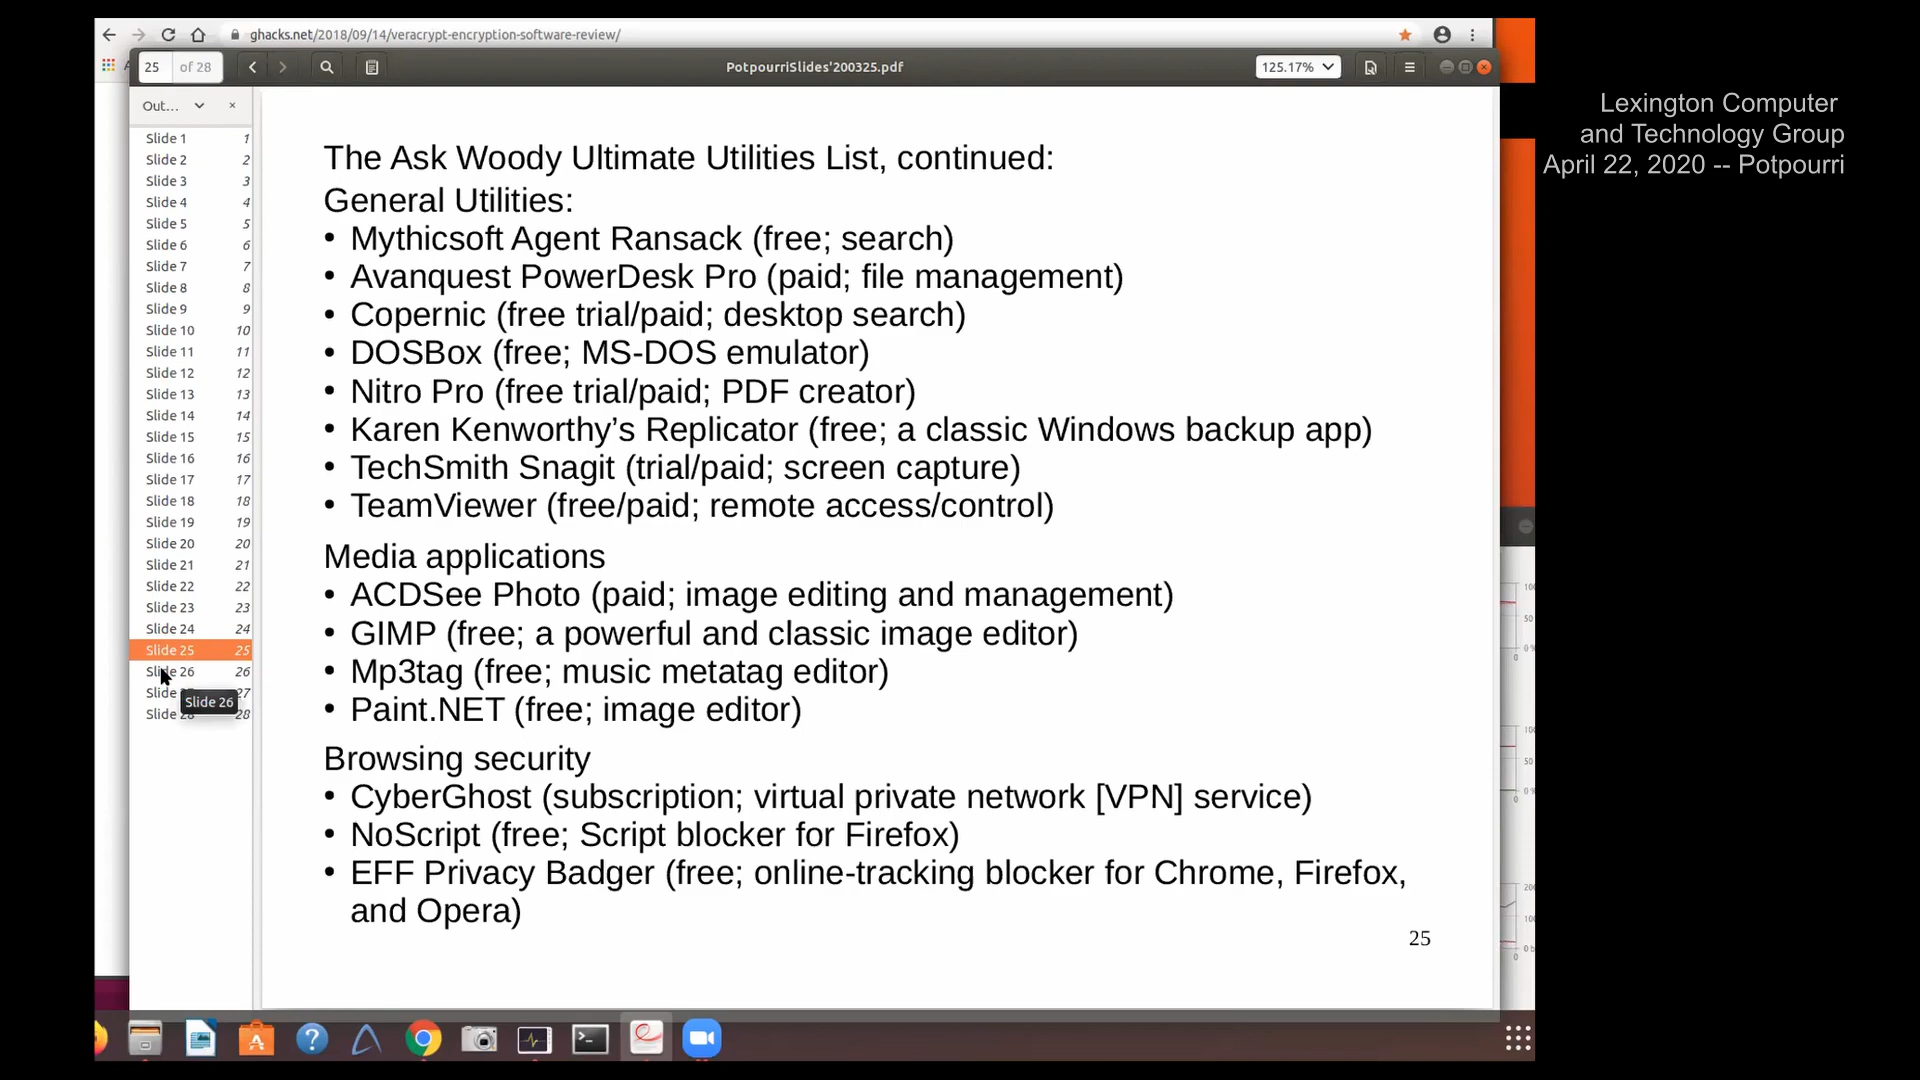 ghacks.net/2018/09/14/veracrypt-encryption-software-review/
25 of 28
PotpourriSlides'200325.pdf
125.17%
Lexington Computer
and Technology Group
April 22, 2020 -- Potpourri
Out...
Slide 1 1
Slide 2 2
Slide 3 3
Slide 4 4
Slide 5 5
Slide 6 6
Slide 7 7
Slide 8 8
Slide 9 9
Slide 10 10
Slide 11 11
Slide 12 12
Slide 13 13
Slide 14 14
Slide 15 15
Slide 16 16
Slide 17 17
Slide 18 18
Slide 19 19
Slide 20 20
Slide 21 21
Slide 22 22
Slide 23 23
Slide 24 24
Slide 25 25
Slide 26 26
Slide 27
Slide 26
Slide 28 28
The Ask Woody Ultimate Utilities List, continued:
General Utilities:
• Mythicsoft Agent Ransack (free; search)
• Avanquest PowerDesk Pro (paid; file management)
• Copernic (free trial/paid; desktop search)
• DOSBox (free; MS-DOS emulator)
• Nitro Pro (free trial/paid; PDF creator)
• Karen Kenworthy’s Replicator (free; a classic Windows backup app)
• TechSmith Snagit (trial/paid; screen capture)
• TeamViewer (free/paid; remote access/control)
Media applications
• ACDSee Photo (paid; image editing and management)
• GIMP (free; a powerful and classic image editor)
• Mp3tag (free; music metatag editor)
• Paint.NET (free; image editor)
Browsing security
• CyberGhost (subscription; virtual private network [VPN] service)
• NoScript (free; Script blocker for Firefox)
• EFF Privacy Badger (free; online-tracking blocker for Chrome, Firefox,
and Opera)
25